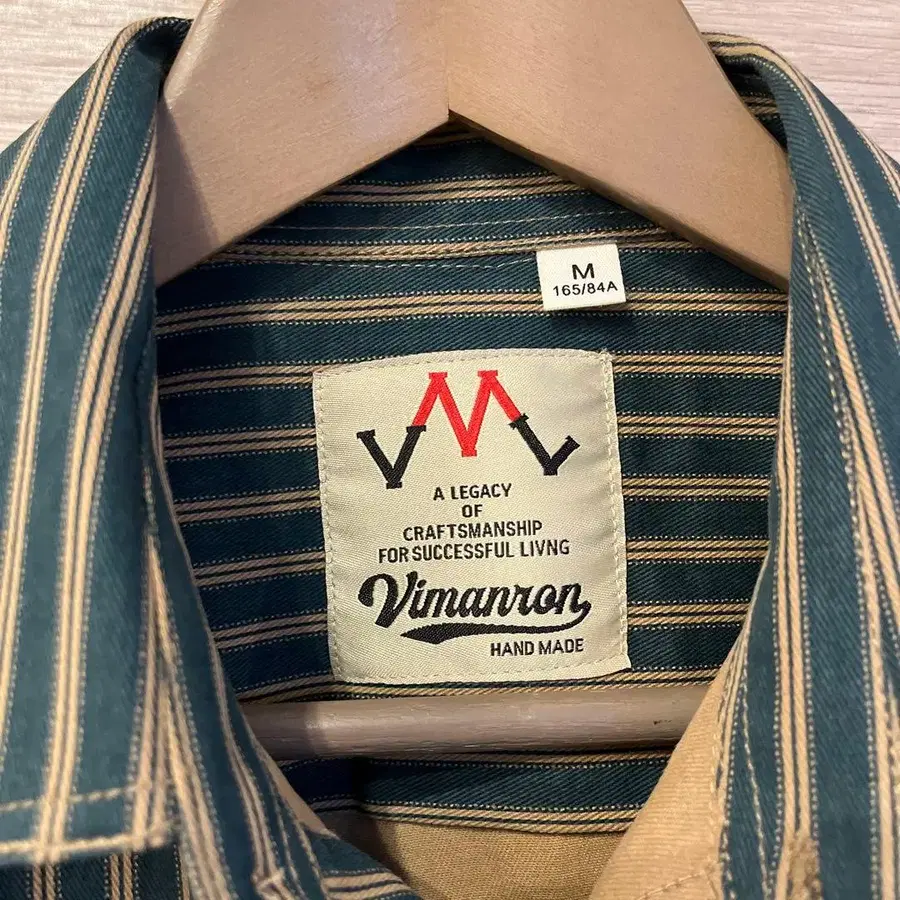 M
165/84A
VML
A LEGACY
OF
CRAFTSMANSHIP
FOR SUCCESSFUL LIVNG
Vimanron
HAND MADE